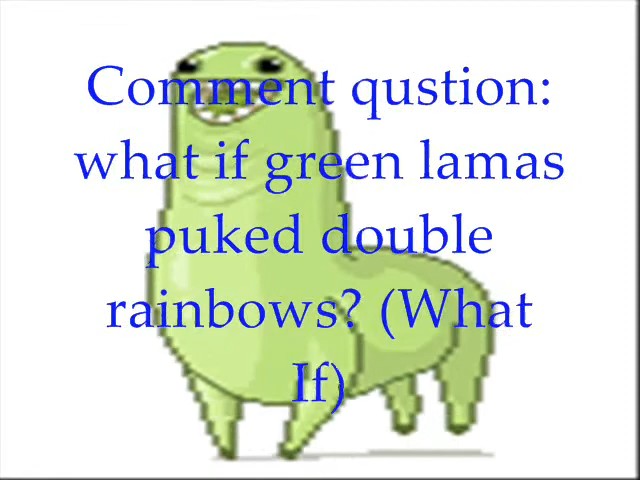 Comment qustion:
what if green lamas
puked double
rainbows? (What
If)